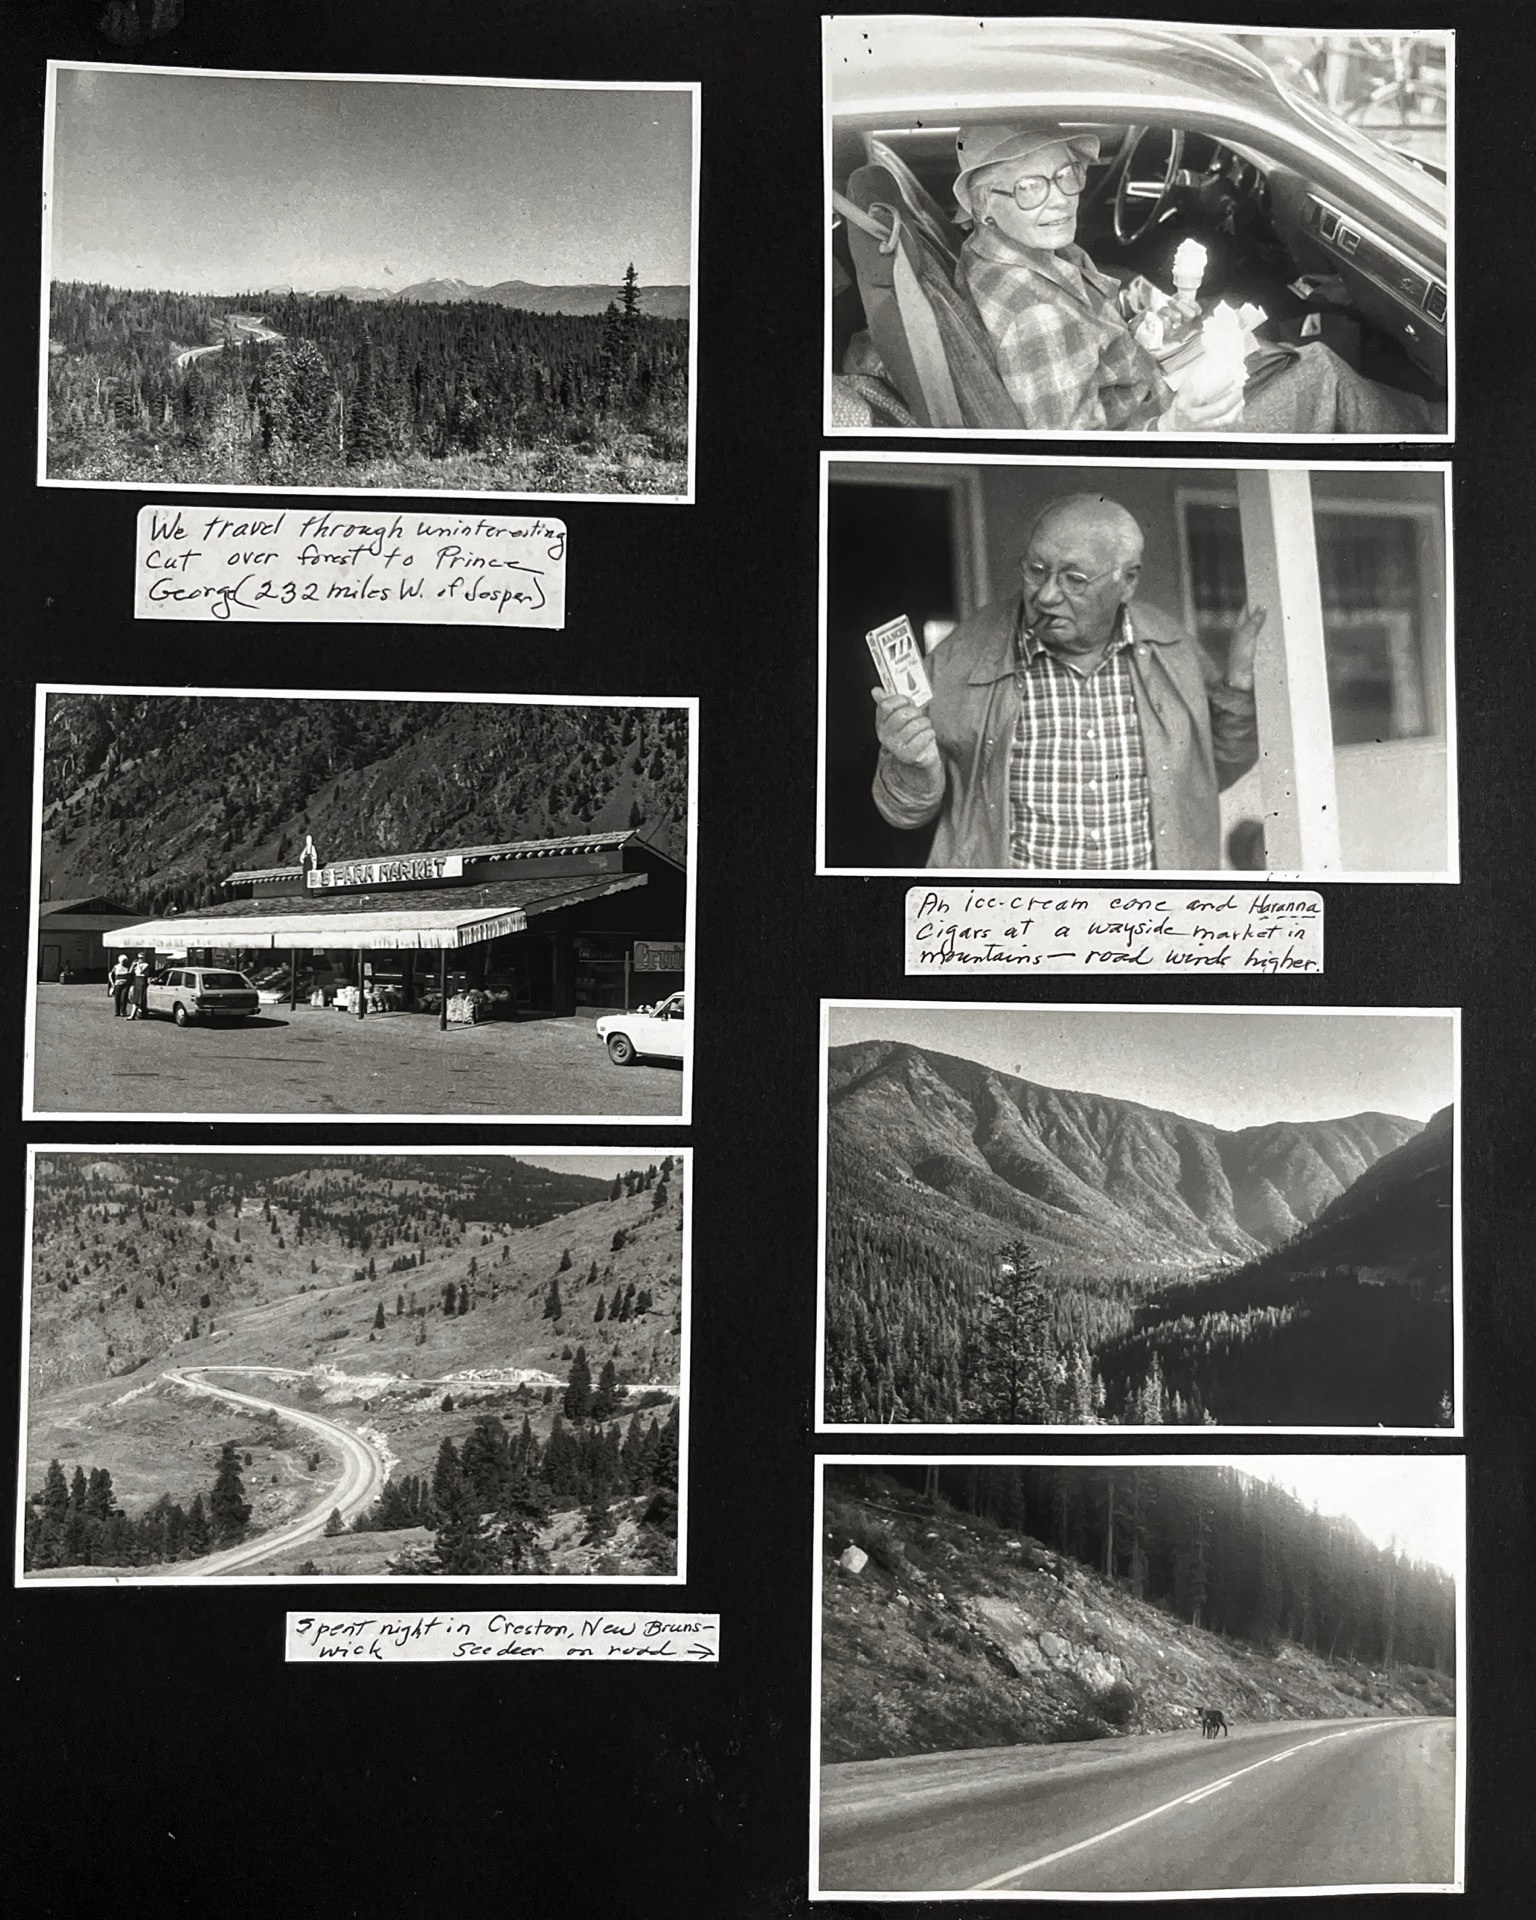 We travel through uninteresting
cut over forest to Prince
George (232 miles W. of Jasper)
B B FARM MARKET
Spent night in Creston, New Bruns-
wick See deer on road →
An ice-cream cone and Havanna
Cigars at a wayside market in
mountains — road winds higher.